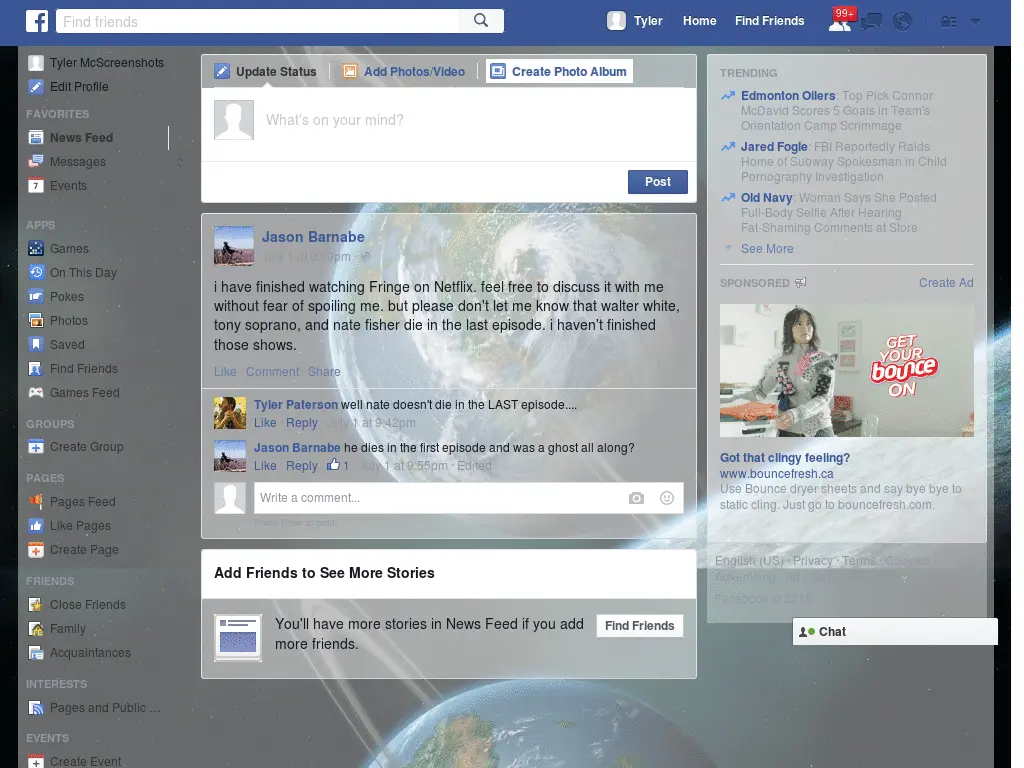 Find friends
Tyler
Home
Find Friends
99+
Tyler McScreenshots
Edit Profile
FAVORITES
News Feed
Messages
Events
APPS
Games
On This Day
Pokes
Photos
Saved
Find Friends
Games Feed
GROUPS
Create Group
PAGES
Pages Feed
Like Pages
Create Page
FRIENDS
Close Friends
Family
Acquaintances
INTERESTS
Pages and Public ...
EVENTS
Create Event
Update Status
Add Photos/Video
Create Photo Album
What's on your mind?
Post
Jason Barnabe
July 1 at 9:39pm ·
i have finished watching Fringe on Netflix. feel free to discuss it with me
without fear of spoiling me. but please don't let me know that walter white,
tony soprano, and nate fisher die in the last episode. i haven't finished
those shows.
Like Comment Share
Tyler Paterson well nate doesn't die in the LAST episode....
Like · Reply · July 1 at 9:42pm
Jason Barnabe he dies in the first episode and was a ghost all along?
Like · Reply · 1 · July 1 at 9:55pm · Edited
Write a comment...
Press Enter to post.
Add Friends to See More Stories
You'll have more stories in News Feed if you add
more friends.
Find Friends
TRENDING
Edmonton Oilers: Top Pick Connor
McDavid Scores 5 Goals in Team's
Orientation Camp Scrimmage
Jared Fogle: FBI Reportedly Raids
Home of Subway Spokesman in Child
Pornography Investigation
Old Navy: Woman Says She Posted
Full-Body Selfie After Hearing
Fat-Shaming Comments at Store
See More
SPONSORED
Create Ad
GET
YOUR
bounce
ON
Got that clingy feeling?
www.bouncefresh.ca
Use Bounce dryer sheets and say bye bye to
static cling. Just go to bouncefresh.com.
English (US) · Privacy · Terms · Cookies
Advertising
Facebook ©
Chat